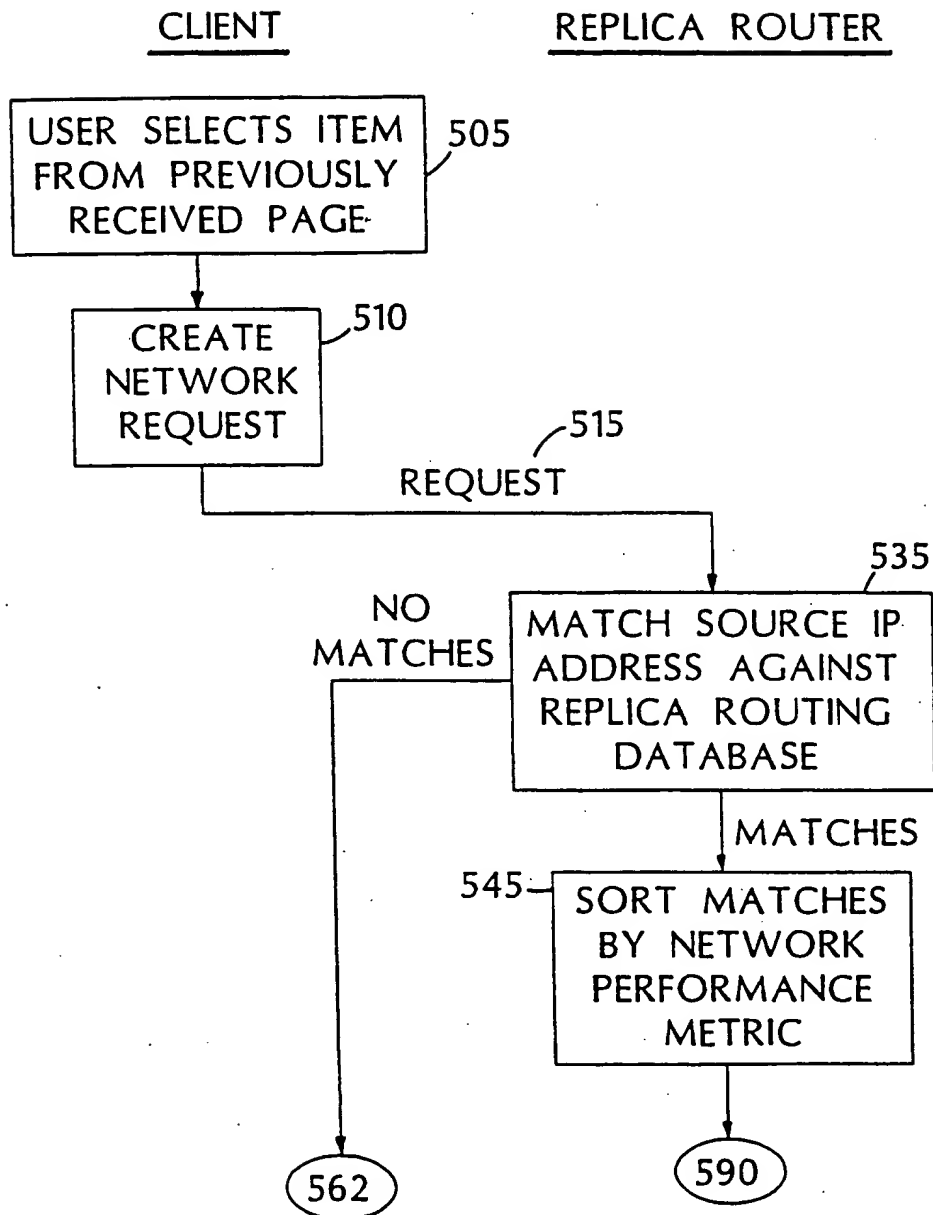 CLIENT
REPLICA ROUTER
USER SELECTS ITEM
FROM PREVIOUSLY
RECEIVED PAGE
505
CREATE
NETWORK
REQUEST
510
REQUEST
515
535
NO
MATCHES
MATCH SOURCE IP
ADDRESS AGAINST
REPLICA ROUTING
DATABASE
MATCHES
545
SORT MATCHES
BY NETWORK
PERFORMANCE
METRIC
562
590